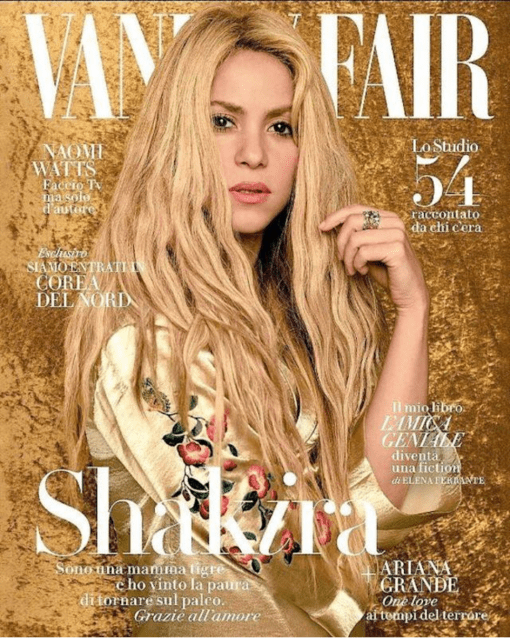 VANITY FAIR
NAOMI
WATTS
Faccio Tv
ma solo
d'autore
Lo Studio
54
raccontato
da chi c'era
Esclusivo
SIAMO ENTRATI IN
COREA
DEL NORD
Il mio libro,
L'AMICA
GENIALE
diventa
una fiction
di ELENA FERRANTE
Shakira
Sono una mamma tigre
e ho vinto la paura
di tornare sul palco.
Grazie all'amore
+ ARIANA
GRANDE
One love
ai tempi del terrore